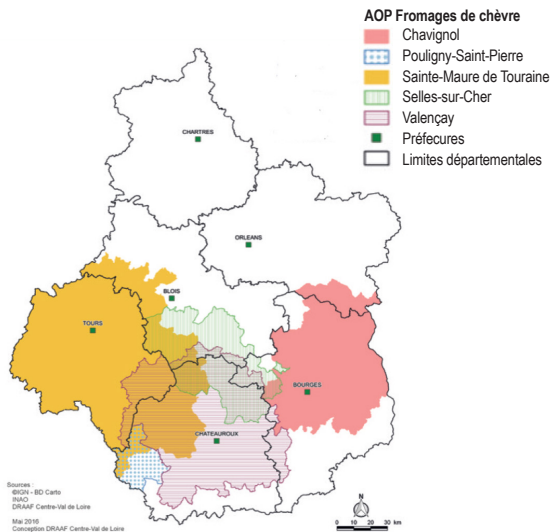 AOP Fromages de chèvre
Chavignol
Pouligny-Saint-Pierre
Sainte-Maure de Touraine
Selles-sur-Cher
Valençay
Préfecures
Limites départementales
CHARTRES
ORLEANS
BLOIS
TOURS
BOURGES
CHATEAUROUX
Sources :
©IGN - BD Carto
INAO
DRAAF Centre-Val de Loire
Mai 2016
Conception DRAAF Centre-Val de Loire
N
0 10 20 30 km